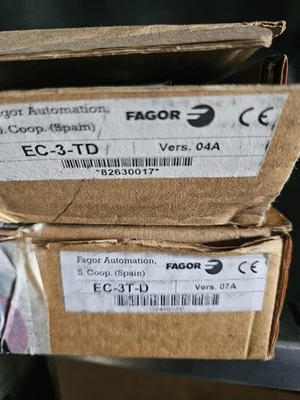 Fagor Automation,
S. Coop. (Spain)
FAGOR
CE
EC-3-TD
Vers. 04A
*82630017*
Fagor Automation,
S. Coop. (Spain)
FAGOR
CE
EC-3T-D
Vers. 07A